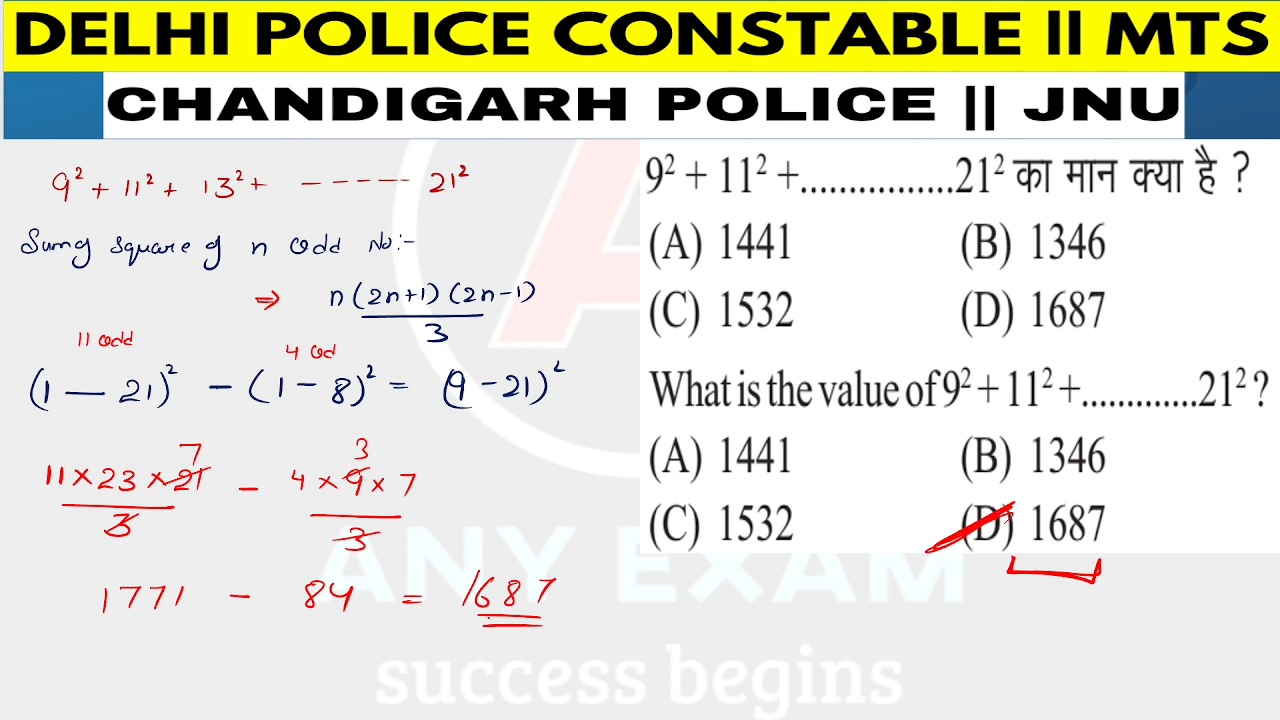 DELHI POLICE CONSTABLE || MTS
CHANDIGARH POLICE || JNU
9² + 11² + 13² + ------ 21²
Sum of square of n odd No:-
⇒ n(2n+1)(2n-1)
3
11 odd
4 od
(1 — 21)² - (1 - 8)² = (9 - 21)²
7
3
11 × 23 × 21 - 4 × 9 × 7
3 3
1771 - 84 = 1687
9² + 11² +................21² का मान क्या है ?
(A) 1441 (B) 1346
(C) 1532 (D) 1687
What is the value of 9² + 11² +.............21² ?
(A) 1441 (B) 1346
(C) 1532 (D) 1687
ANY EXAM
success begins